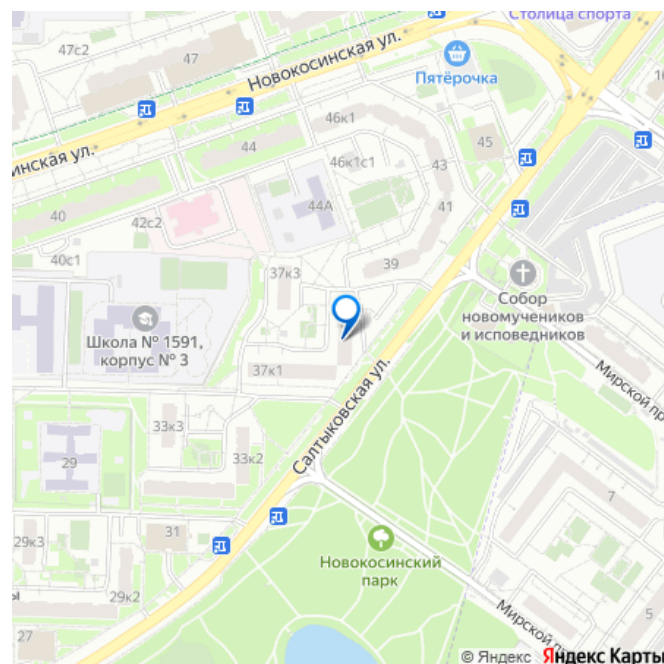 Столица спорта
47с2
47
Новокосинская ул.
Пятёрочка
46к1
45
44
инская ул.
46к1с1
43
44А
41
40
42с2
40с1
37к3
39
Собор
новомучеников
и исповедников
Школа № 1591,
корпус № 3
37к1
Мирской пр
Салтыковская ул.
33к3
33к2
29
7
31
29к3
Новокосинский
парк
29к2
ы
Мирской п
27
5
© Яндекс Яндекс Карты